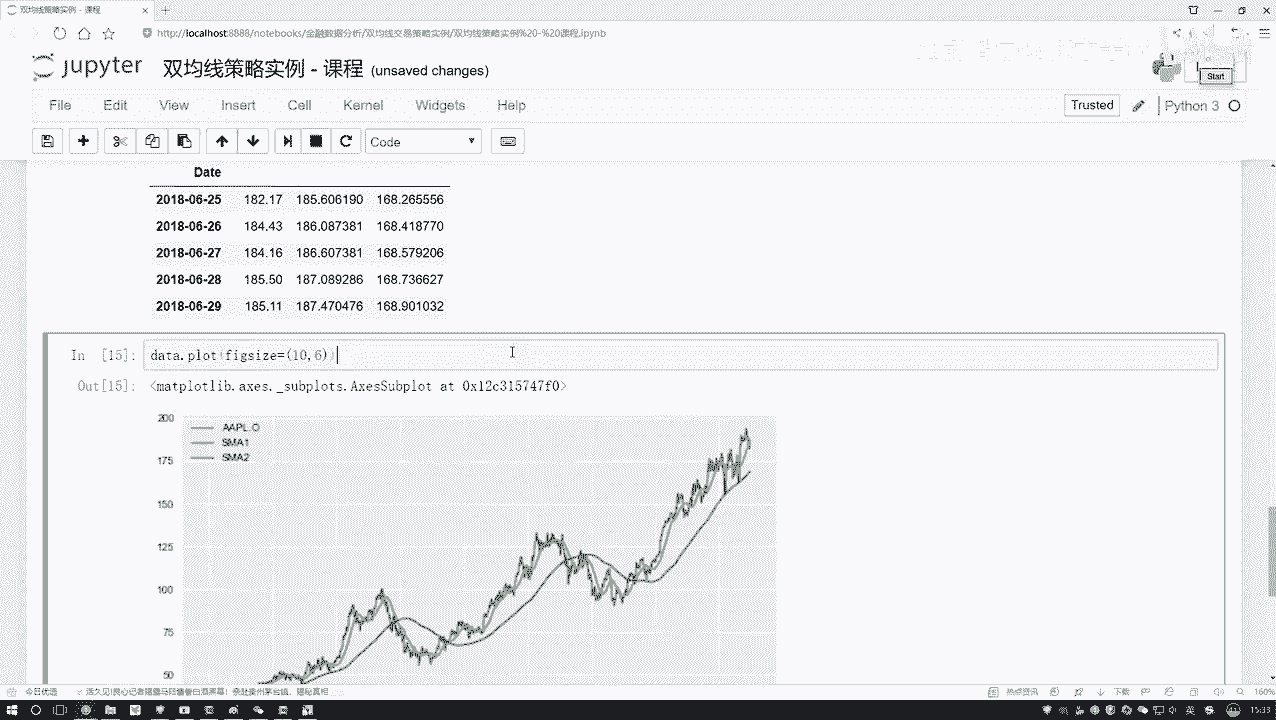 双均线策略实例 - 课程
http://localhost:8888/notebooks/金融数据分析/双均线交易策略实例/双均线策略实例%20-%20课程.ipynb
jupyter 双均线策略实例 - 课程 (unsaved changes)
Start
File Edit View Insert Cell Kernel Widgets Help
Trusted Python 3
Code
Date
2018-06-25 182.17 185.606190 168.265556
2018-06-26 184.43 186.087381 168.418770
2018-06-27 184.16 186.607381 168.579206
2018-06-28 185.50 187.089286 168.736627
2018-06-29 185.11 187.470476 168.901032
In [15]: data.plot(figsize=(10,6))
Out[15]: <matplotlib.axes._subplots.AxesSubplot at 0x12c315747f0>
200
AAPL.O
SMA1
SMA2
175
150
125
100
75
50
今日优选
热点资讯 下载 160%
15:33